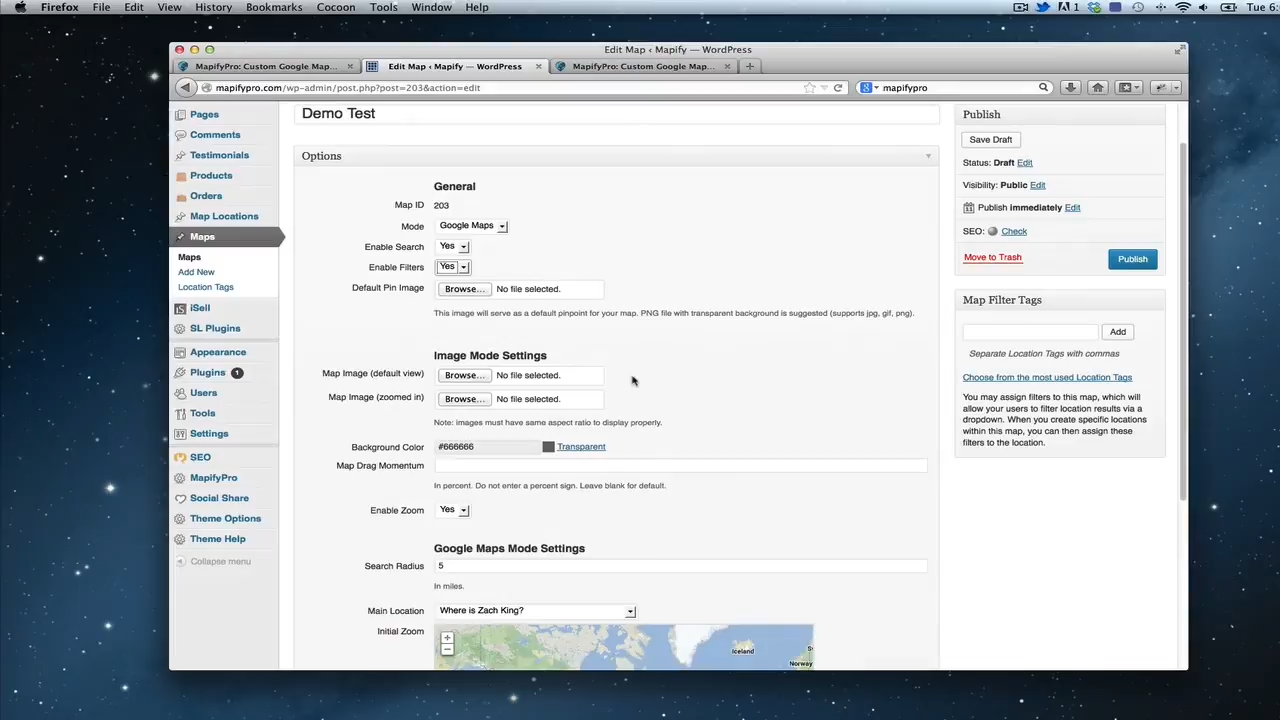 Firefox File Edit View History Bookmarks Cocoon Tools Window Help 1 Tue 6:
Edit Map ‹ Mapify — WordPress
MapifyPro: Custom Google Map... Edit Map ‹ Mapify — WordPress MapifyPro: Custom Google Map...
mapifypro.com/wp-admin/post.php?post=203&action=edit mapifypro
Pages
Comments
Testimonials
Products
Orders
Map Locations
Maps
Maps
Add New
Location Tags
iSell
SL Plugins
Appearance
Plugins 1
Users
Tools
Settings
SEO
MapifyPro
Social Share
Theme Options
Theme Help
Collapse menu
Demo Test
Options
General
Map ID 203
Mode Google Maps
Enable Search Yes
Enable Filters Yes
Default Pin Image Browse... No file selected.
This image will serve as a default pinpoint for your map. PNG file with transparent background is suggested (supports jpg, gif, png).
Image Mode Settings
Map Image (default view) Browse... No file selected.
Map Image (zoomed in) Browse... No file selected.
Note: images must have same aspect ratio to display properly.
Background Color #666666 Transparent
Map Drag Momentum
In percent. Do not enter a percent sign. Leave blank for default.
Enable Zoom Yes
Google Maps Mode Settings
Search Radius 5
In miles.
Main Location Where is Zach King?
Initial Zoom
+
−
Iceland
S
Norway
Publish
Save Draft
Status: Draft Edit
Visibility: Public Edit
Publish immediately Edit
SEO: Check
Move to Trash Publish
Map Filter Tags
Add
Separate Location Tags with commas
Choose from the most used Location Tags
You may assign filters to this map, which will
allow your users to filter location results via a
dropdown. When you create specific locations
within this map, you can then assign these
filters to the location.